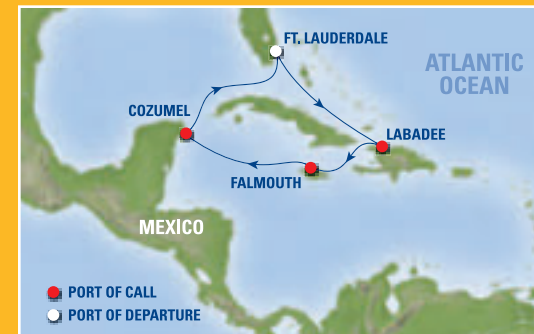 FT. LAUDERDALE
ATLANTIC
OCEAN
COZUMEL
LABADEE
FALMOUTH
MEXICO
PORT OF CALL
PORT OF DEPARTURE